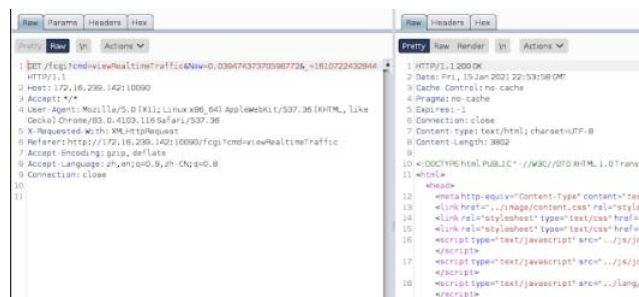 Raw Params Headers Hex
Pretty Raw \n Actions
1 GET /fcgi?cmd=viewRealtimeTraffic&New=0.03947437370598772&_=1610722432844
HTTP/1.1
2 Host: 172.16.239.142:10090
3 Accept: */*
4 User-Agent: Mozilla/5.0 (X11; Linux x86_64) AppleWebKit/537.36 (KHTML, like
Gecko) Chrome/83.0.4103.116 Safari/537.36
5 X-Requested-With: XMLHttpRequest
6 Referer: http://172.16.239.142:10090/fcgi?cmd=viewRealtimeTraffic
7 Accept-Encoding: gzip, deflate
8 Accept-Language: zh,en;q=0.9,zh-CN;q=0.8
9 Connection: close
10
11
Raw Headers Hex
Pretty Raw Render \n Actions
1 HTTP/1.1 200 OK
2 Date: Fri, 15 Jan 2021 22:53:58 GMT
3 Cache-Control: no-cache
4 Pragma: no-cache
5 Expires: -1
6 Connection: close
7 Content-type: text/html; charset=UTF-8
8 Content-Length: 3802
9
10 <!DOCTYPE html PUBLIC "-//W3C//DTD XHTML 1.0 Trans
11 <html>
<head>
12 <meta http-equiv="Content-Type" content="tex
13 <link href="../image/content.css" rel="style
14 <link rel="stylesheet" type="text/css" href=
15 <link rel="stylesheet" type="text/css" href=
16 <script type="text/javascript" src="../js/jq
</script>
17 <script type="text/javascript" src="../js/jq
</script>
18 <script type="text/javascript" src="../lang/
</script>